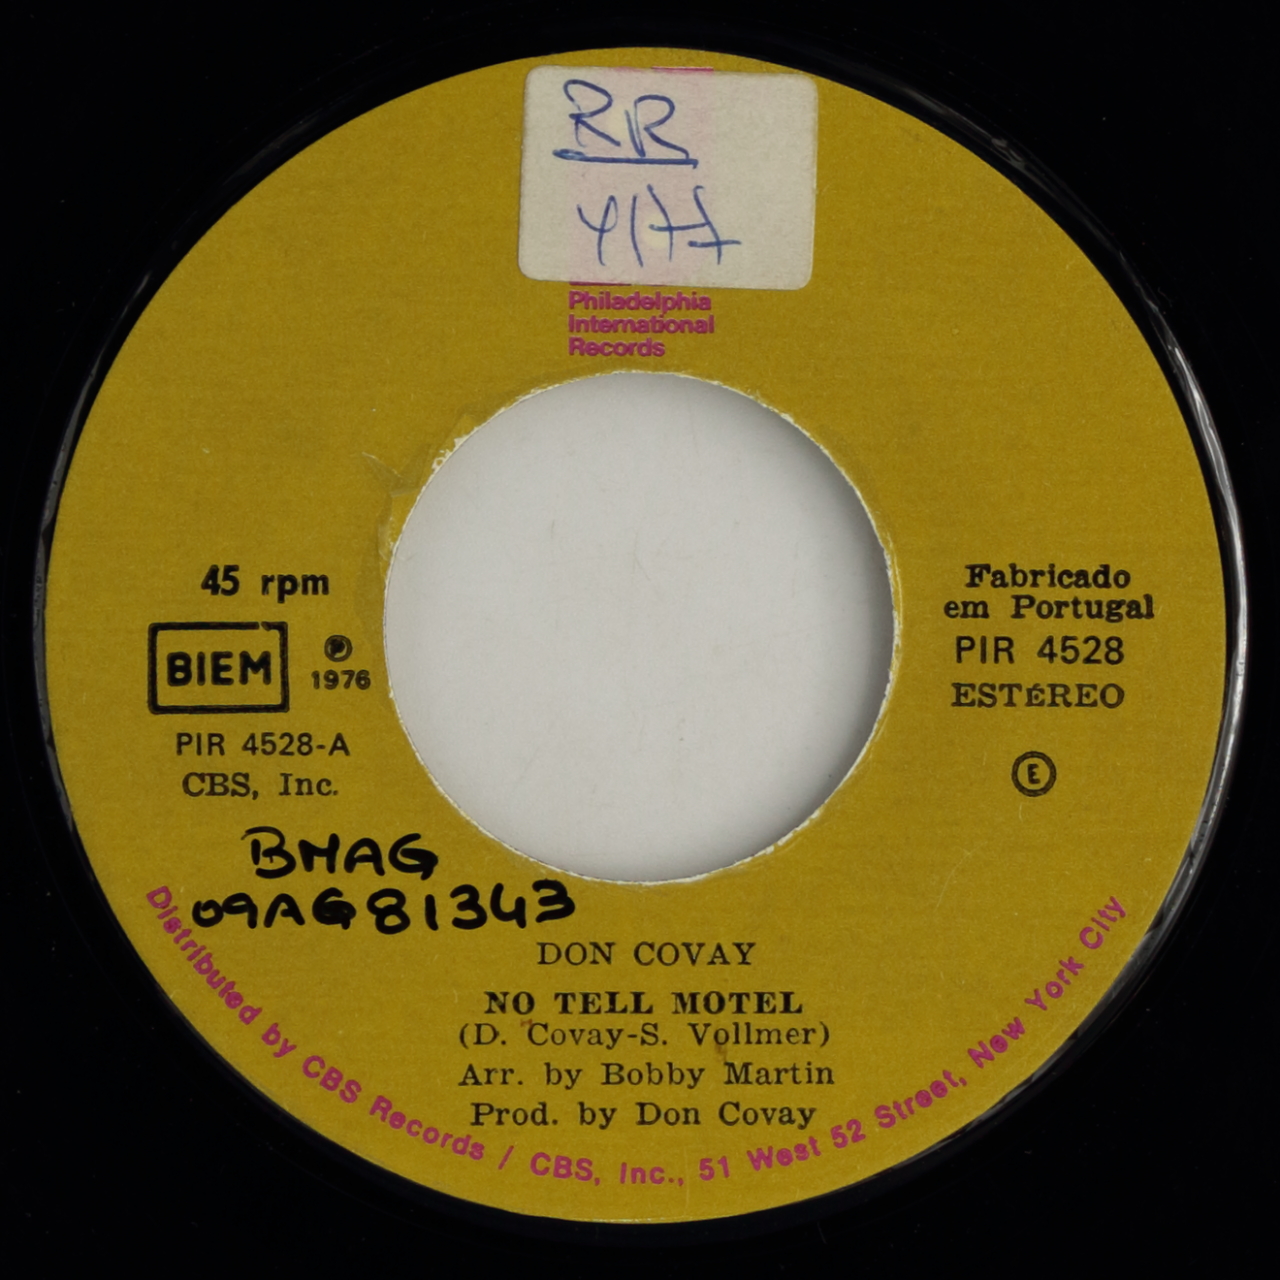 RR
4177
Philadelphia
International
Records
45 rpm
BIEM
℗
1976
PIR 4528-A
CBS, Inc.
Fabricado
em Portugal
PIR 4528
ESTÉREO
E
BMAG
09AG81343
DON COVAY
NO TELL MOTEL
(D. Covay-S. Vollmer)
Arr. by Bobby Martin
Prod. by Don Covay
Distributed by CBS Records / CBS, Inc., 51 West 52 Street, New York City